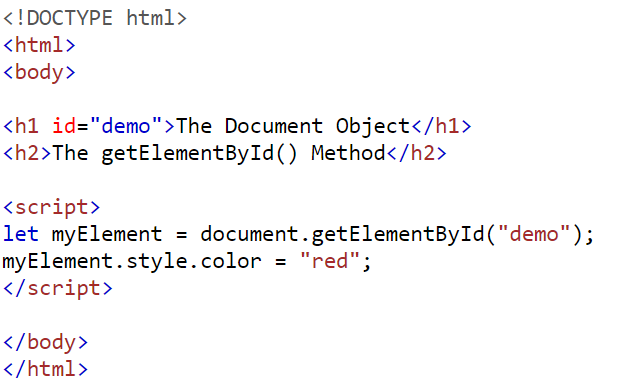 <!DOCTYPE html>
<html>
<body>
<h1 id="demo">The Document Object</h1>
<h2>The getElementById() Method</h2>
<script>
let myElement = document.getElementById("demo");
myElement.style.color = "red";
</script>
</body>
</html>